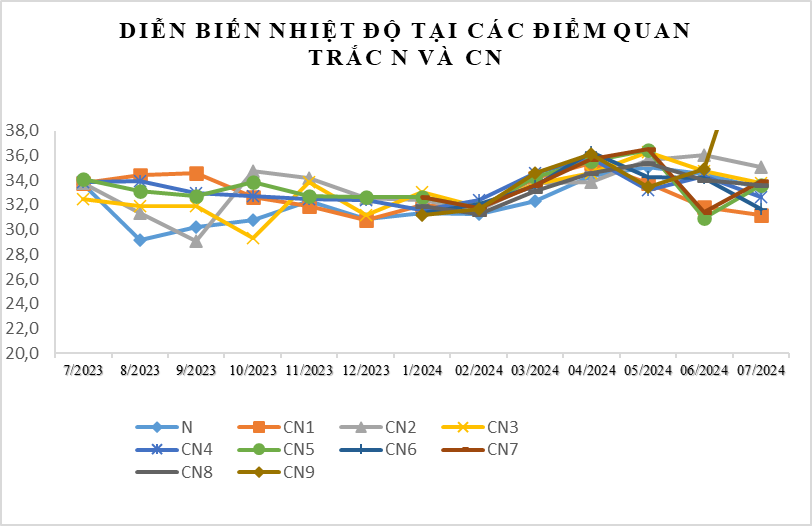 DIỄN BIẾN NHIỆT ĐỘ TẠI CÁC ĐIỂM QUAN
TRẮC N VÀ CN
38,0
36,0
34,0
32,0
30,0
28,0
26,0
24,0
22,0
20,0
7/2023 8/2023 9/2023 10/2023 11/2023 12/2023 1/2024 02/2024 03/2024 04/2024 05/2024 06/2024 07/2024
N CN1 CN2 CN3
CN4 CN5 CN6 CN7
CN8 CN9